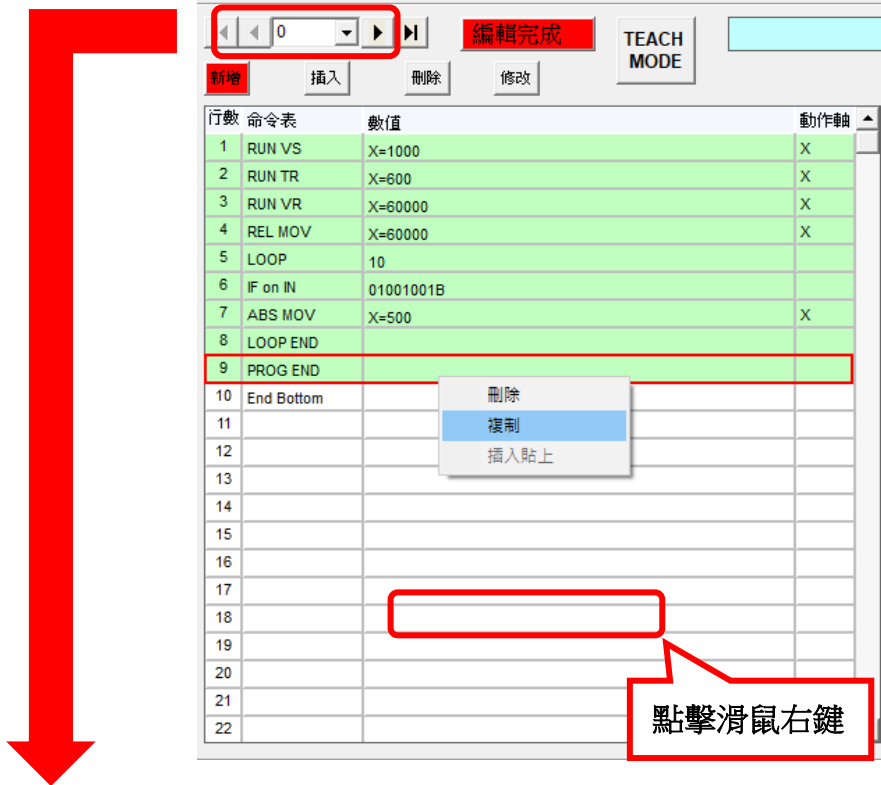 0 編輯完成 TEACH
MODE
新增 插入 刪除 修改
行數 命令表 數值 動作軸
1 RUN VS X=1000 X
2 RUN TR X=600 X
3 RUN VR X=60000 X
4 REL MOV X=60000 X
5 LOOP 10
6 IF on IN 01001001B
7 ABS MOV X=500 X
8 LOOP END
9 PROG END
10 End Bottom
刪除
複制
插入貼上
11
12
13
14
15
16
17
18
19
20
21
22
點擊滑鼠右鍵